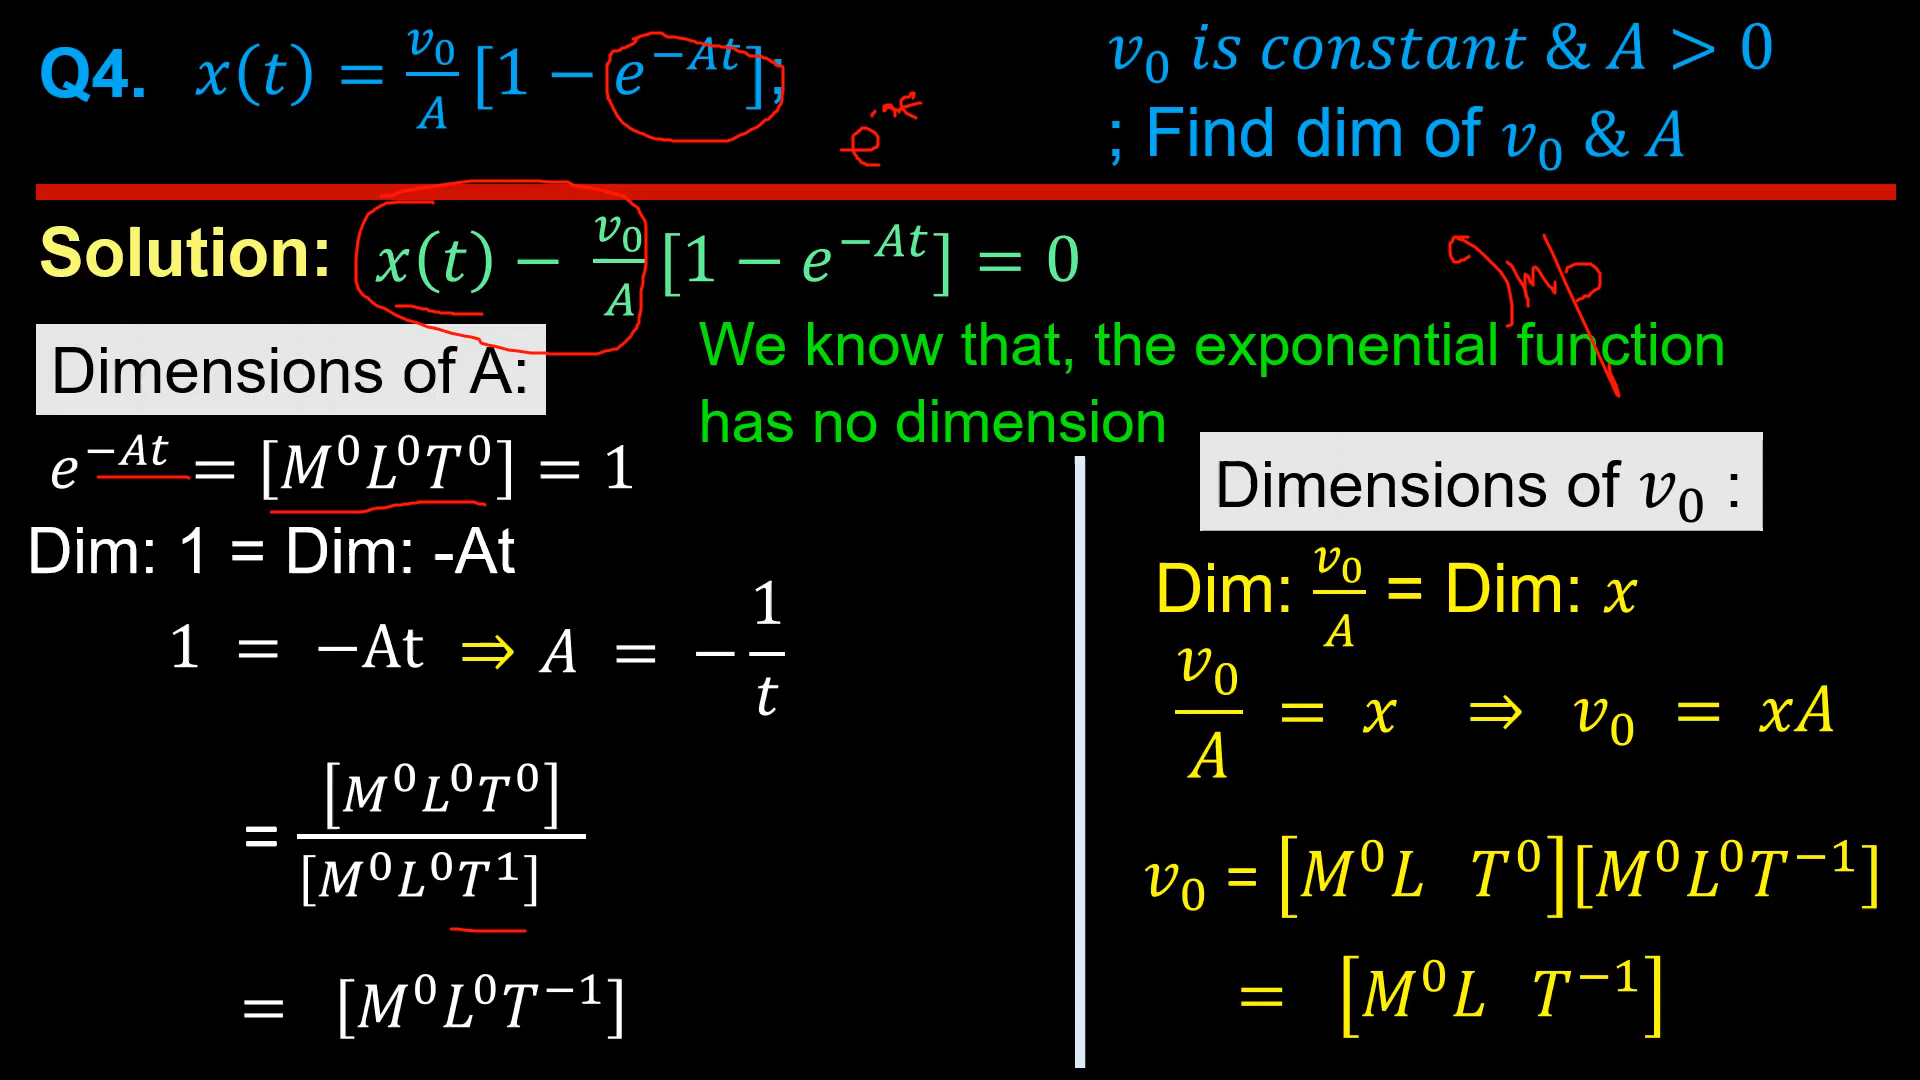 Q4. x(t) = v₀/A [1 − e^−At];
v₀ is constant & A > 0
; Find dim of v₀ & A
Solution: x(t) − v₀/A [1 − e^−At] = 0
Imp
We know that, the exponential function
has no dimension
Dimensions of A:
e^−At = [M⁰L⁰T⁰] = 1
Dim: 1 = Dim: -At
1 = −At ⇒ A = − 1/t
= [M⁰L⁰T⁰]/[M⁰L⁰T¹]
= [M⁰L⁰T⁻¹]
Dimensions of v₀ :
Dim: v₀/A = Dim: x
v₀/A = x ⇒ v₀ = xA
v₀ = [M⁰L T⁰][M⁰L⁰T⁻¹]
= [M⁰L T⁻¹]